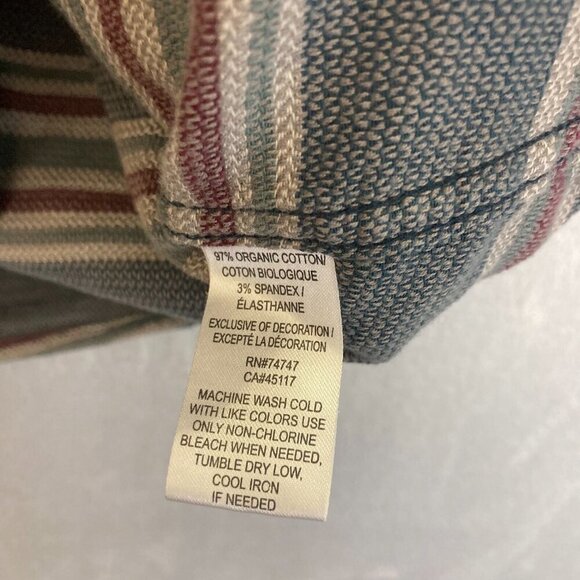 97% ORGANIC COTTON/
COTON BIOLOGIQUE
3% SPANDEX /
ÉLASTHANNE
EXCLUSIVE OF DECORATION /
EXCEPTÉ LA DÉCORATION
RN#74747
CA#45117
MACHINE WASH COLD
WITH LIKE COLORS USE
ONLY NON-CHLORINE
BLEACH WHEN NEEDED,
TUMBLE DRY LOW,
COOL IRON
IF NEEDED